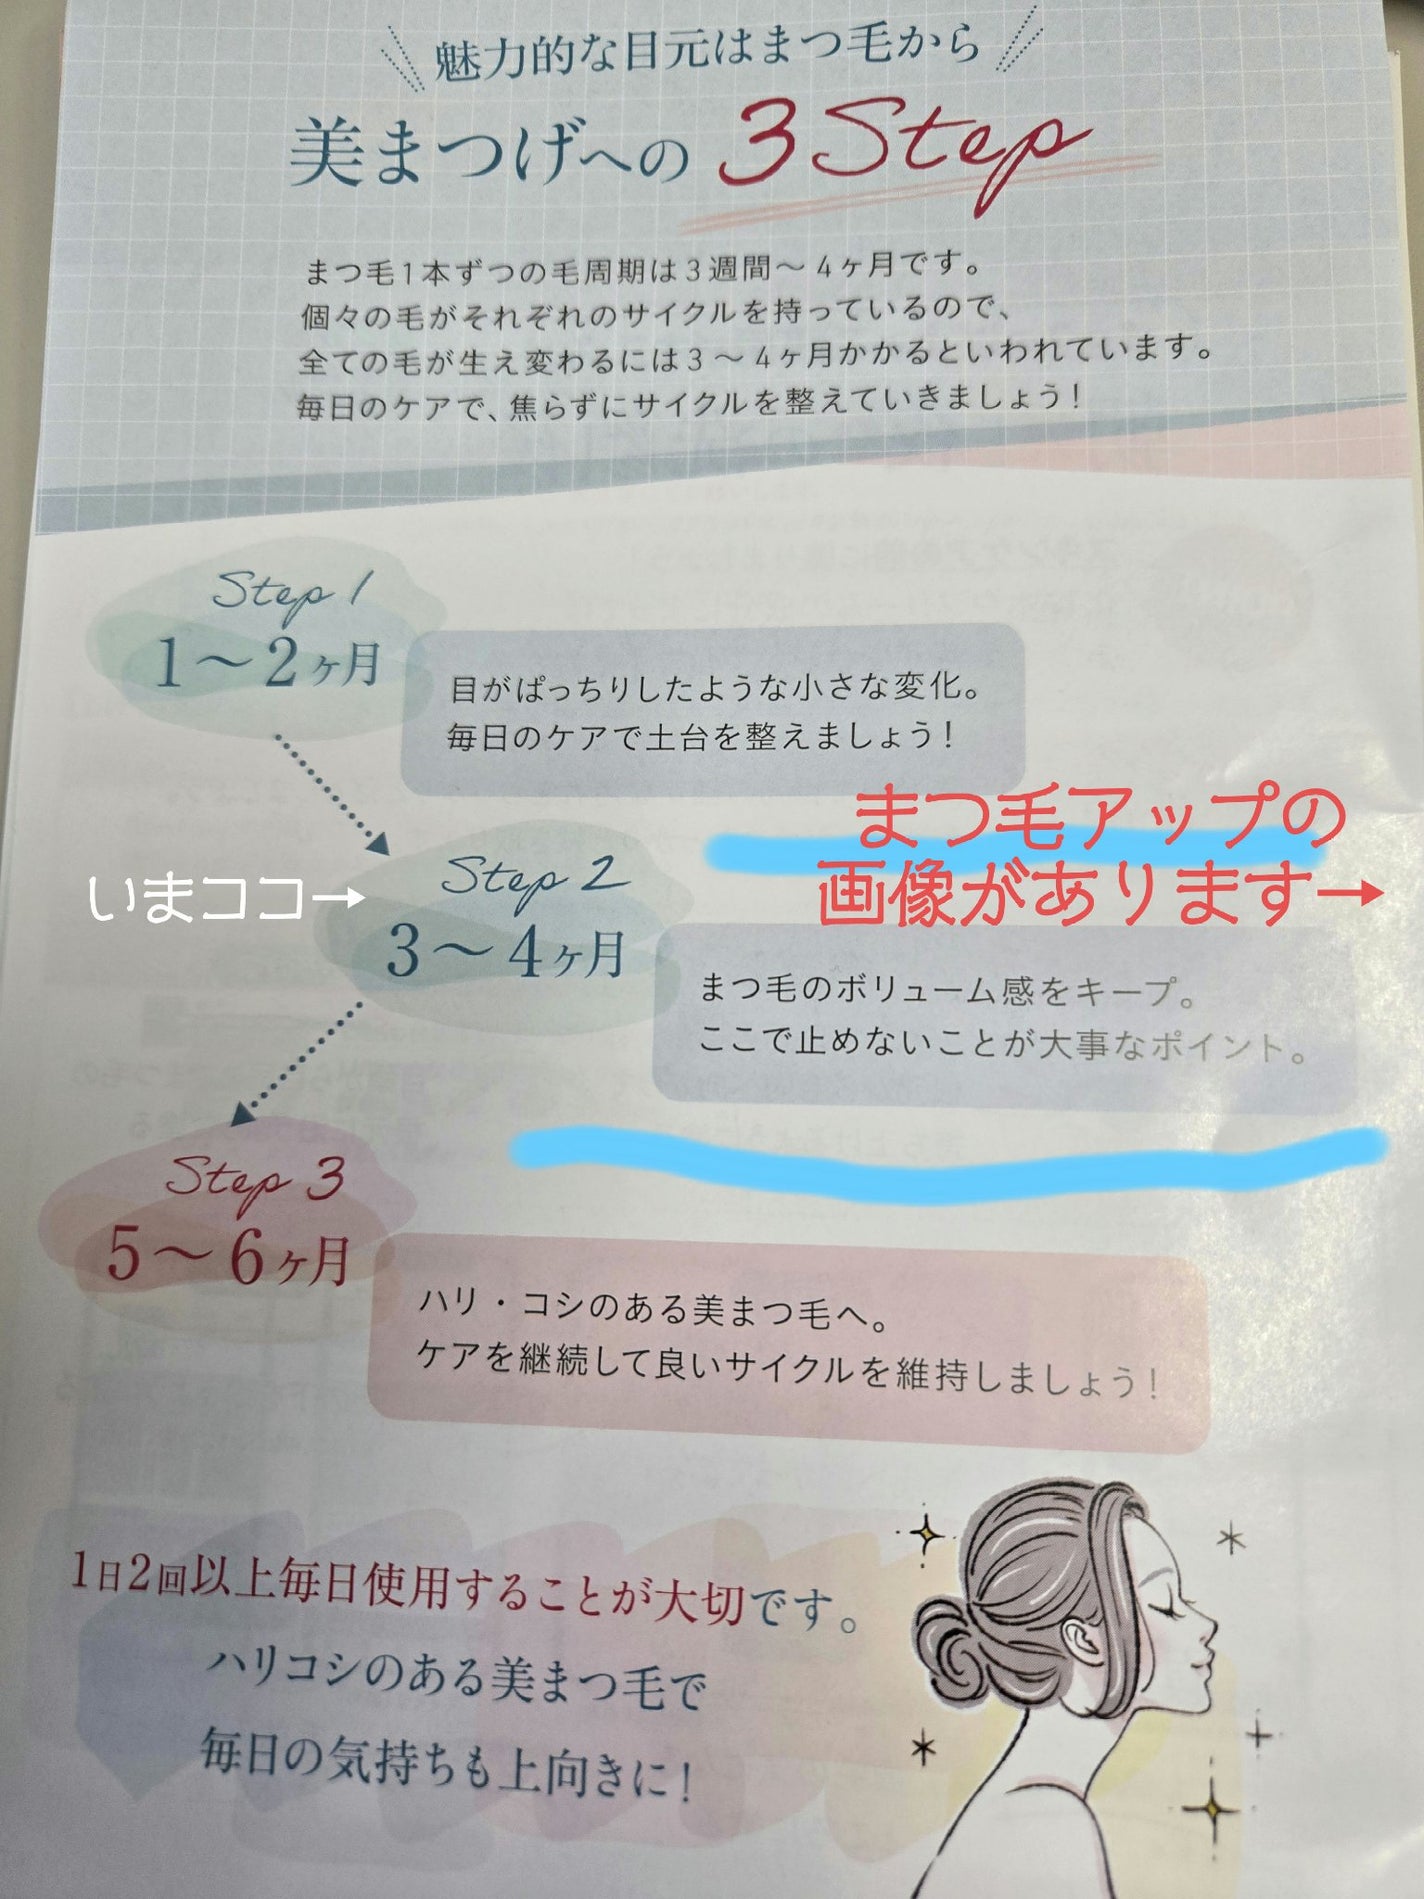 魅力的な目元はまつ毛から
美まつげへの 3 Step
まつ毛1本ずつの毛周期は3週間～4ヶ月です。
個々の毛がそれぞれのサイクルを持っているので、
全ての毛が生え変わるには3～4ヶ月かかるといわれています。
毎日のケアで、焦らずにサイクルを整えていきましょう！
Step 1
1～2ヶ月
目がぱっちりしたような小さな変化。
毎日のケアで土台を整えましょう！
まつ毛アップの
画像があります→
いまココ→
Step 2
3～4ヶ月
まつ毛のボリューム感をキープ。
ここで止めないことが大事なポイント。
Step 3
5～6ヶ月
ハリ・コシのある美まつ毛へ。
ケアを継続して良いサイクルを維持しましょう！
1日2回以上毎日使用することが大切です。
ハリコシのある美まつ毛で
毎日の気持ちも上向きに！